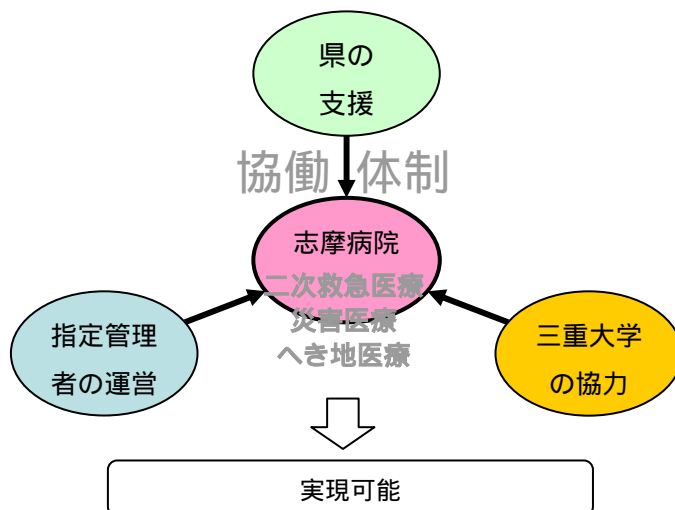 県の
支援
協働 体制
志摩病院
二次救急医療
災害医療
へき地医療
指定管理
者の運営
三重大学
の協力
実現可能